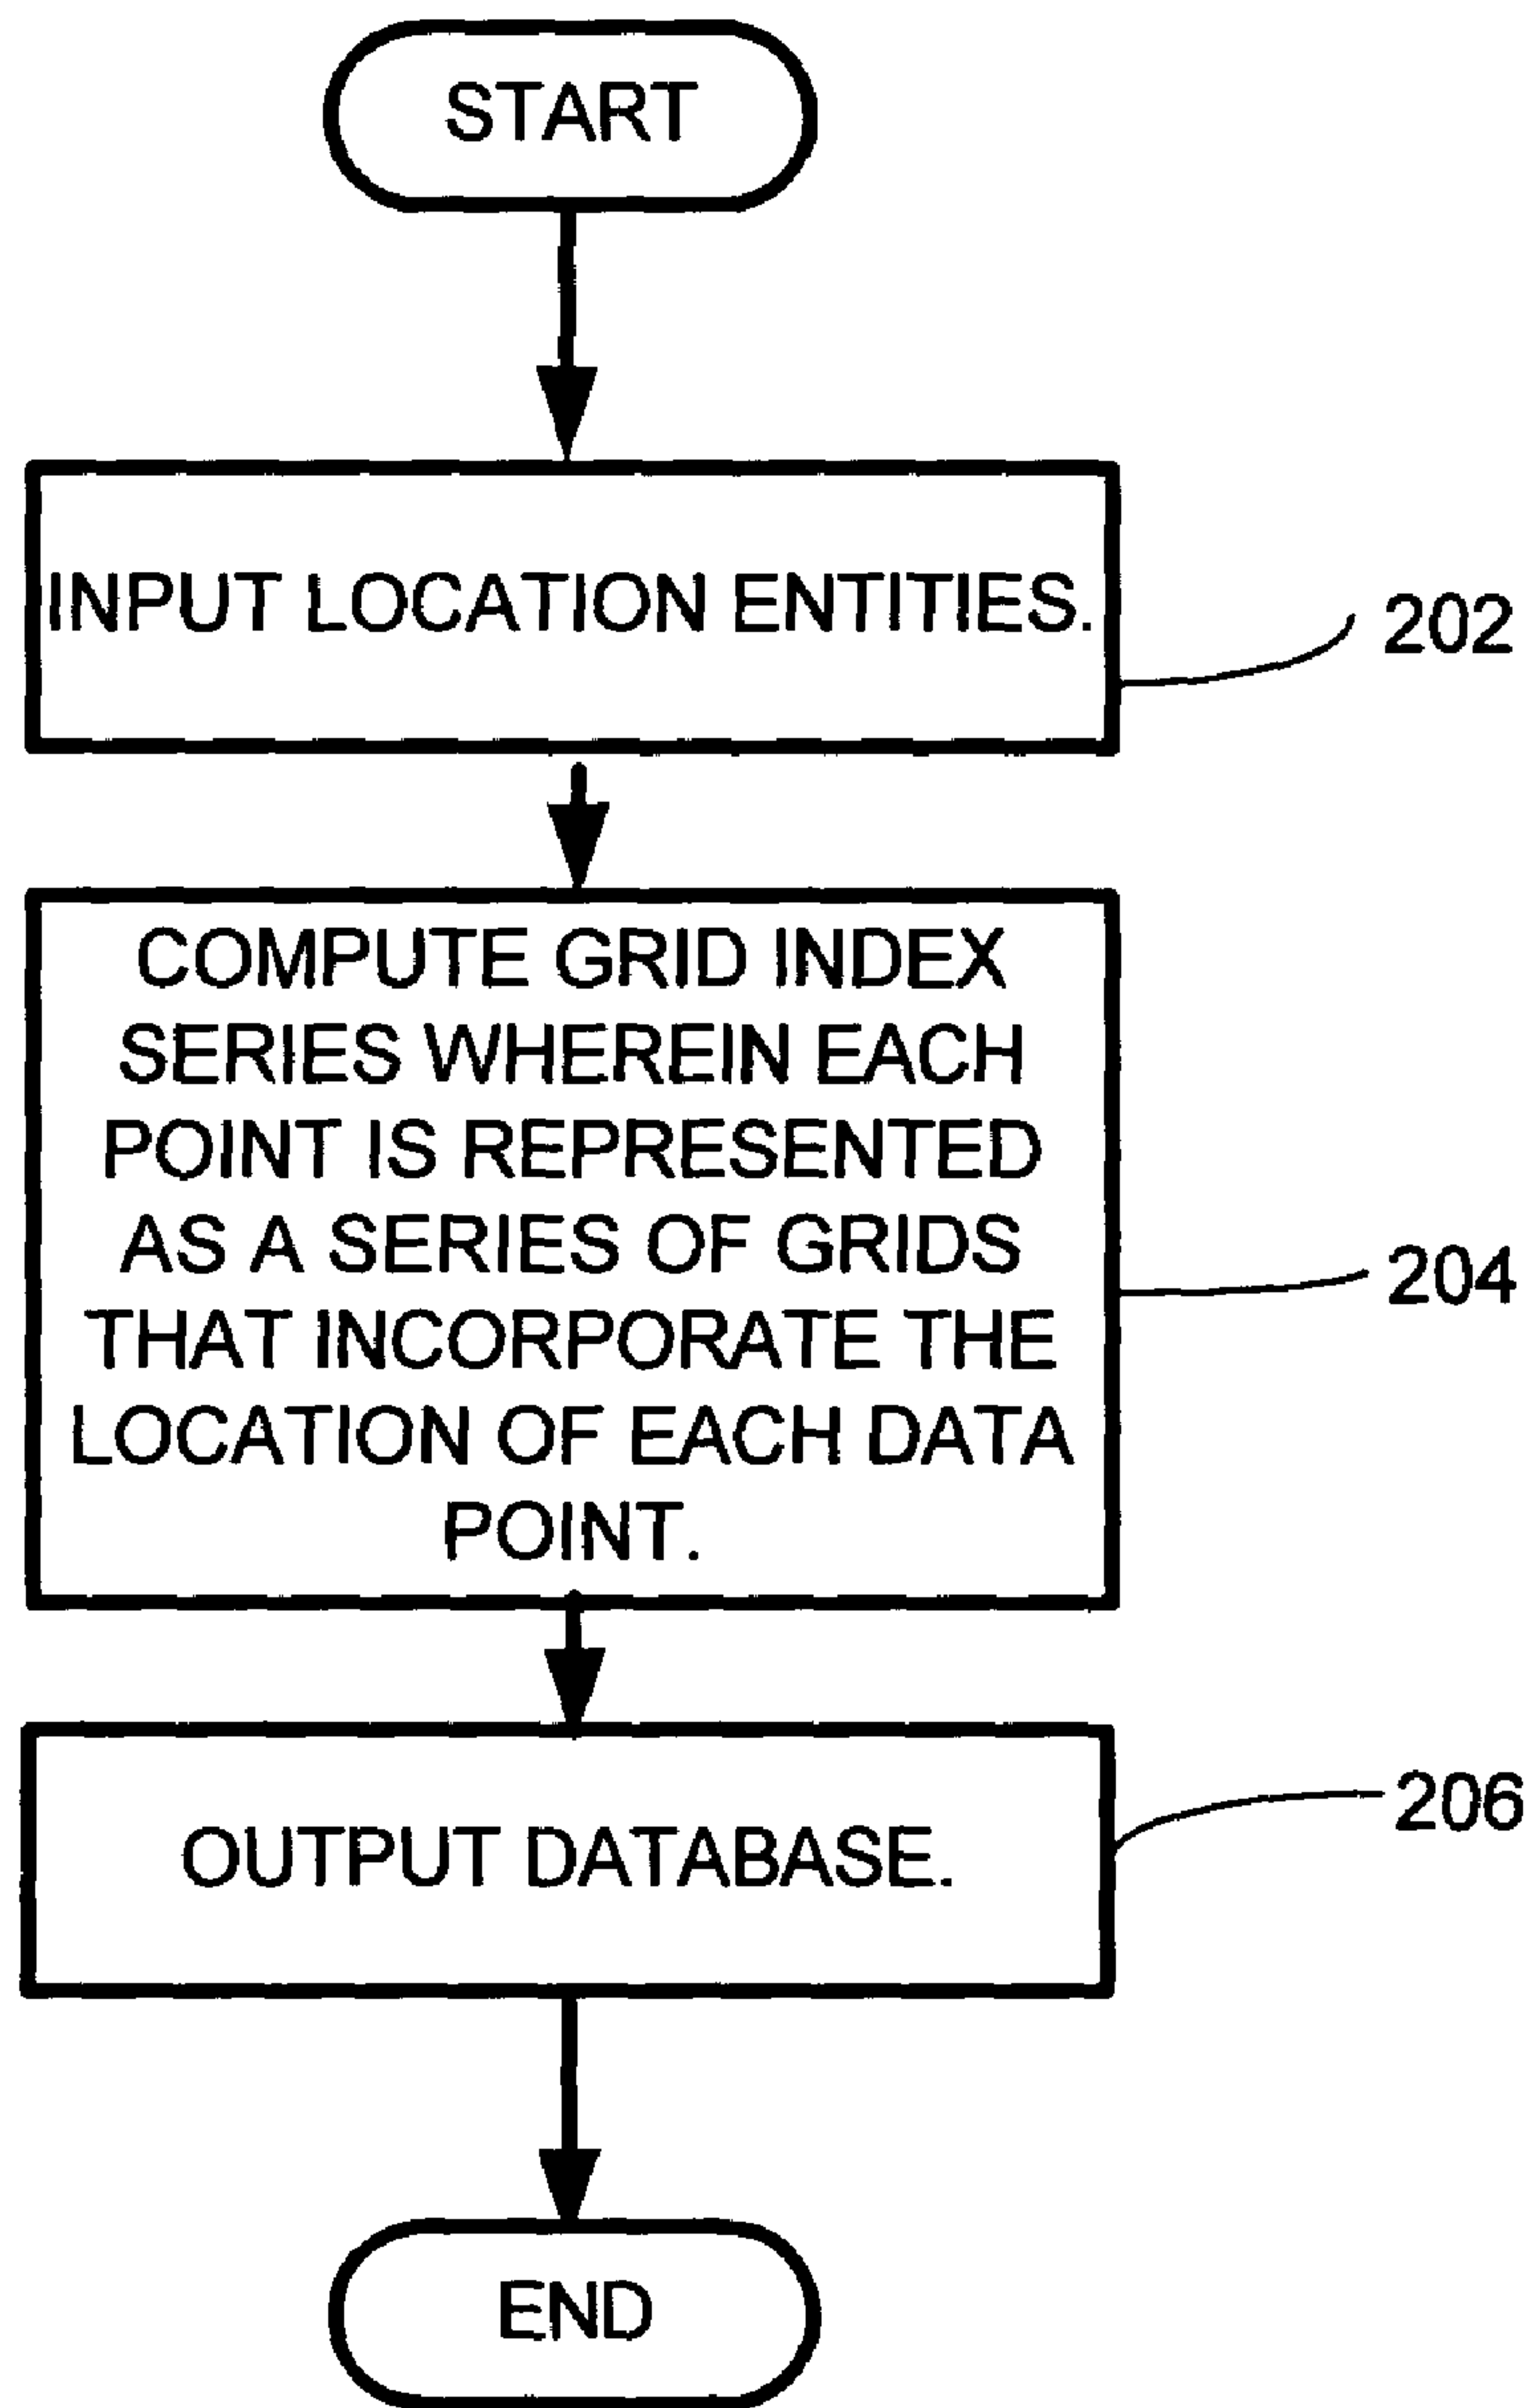 START
INPUT LOCATION ENTITIES.
202
COMPUTE GRID INDEX
SERIES WHEREIN EACH
POINT IS REPRESENTED
AS A SERIES OF GRIDS
THAT INCORPORATE THE
LOCATION OF EACH DATA
POINT.
204
OUTPUT DATABASE.
206
END